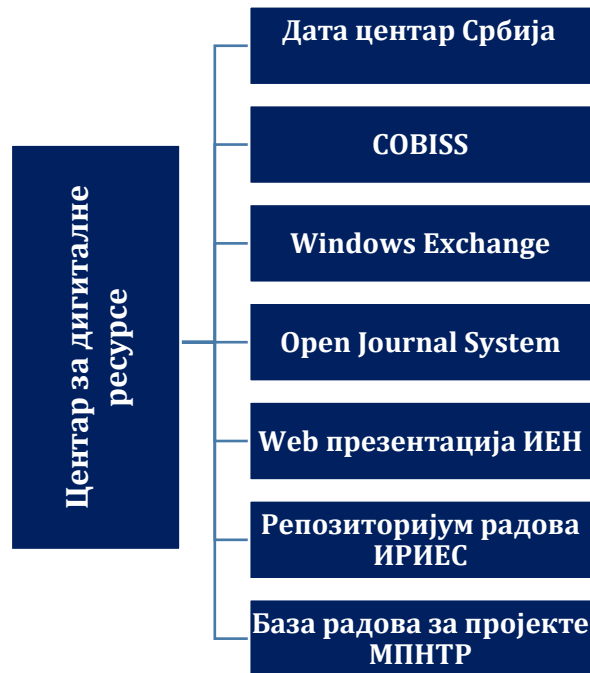 Центар за дигиталне
ресурсе
Дата центар Србија
COBISS
Windows Exchange
Open Journal System
Web презентација ИЕН
Репозиторијум радова
ИРИЕС
База радова за пројекте
МПНТР